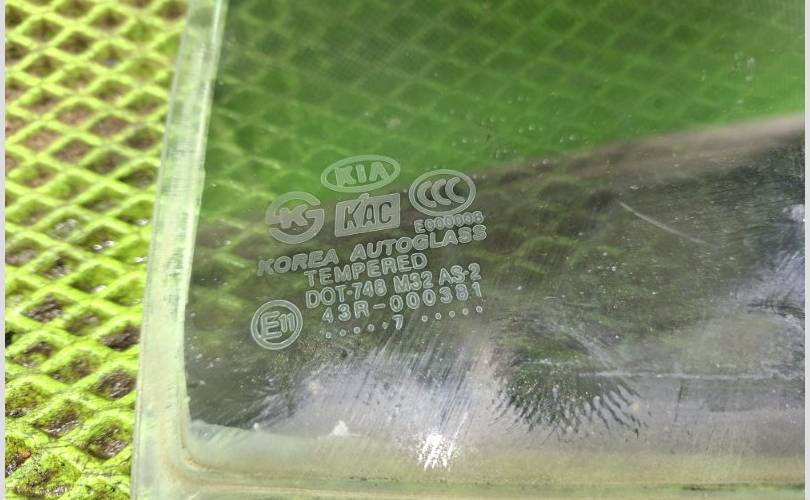 KIA
KAC
E000008
KOREA AUTOGLASS
TEMPERED
DOT-748 M32 AS-2
43R-000381
E11
.....7.....